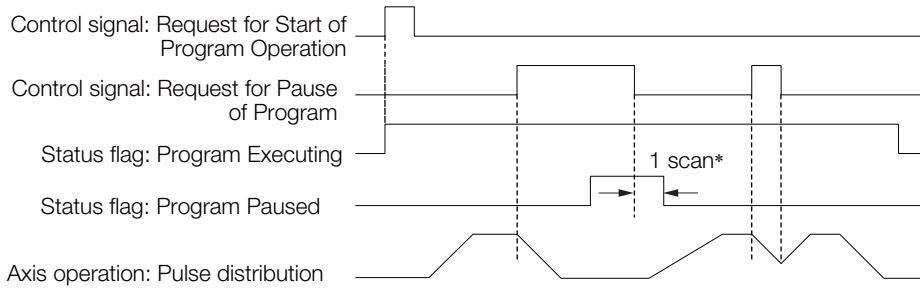 Control signal: Request for Start of
Program Operation
Control signal: Request for Pause
of Program
Status flag: Program Executing
1 scan*
Status flag: Program Paused
Axis operation: Pulse distribution